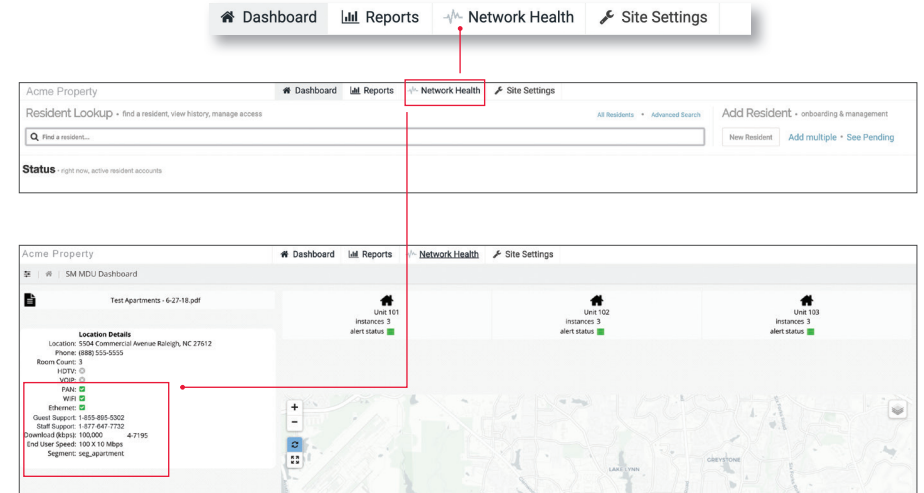 Dashboard Reports Network Health Site Settings
Acme Property Dashboard Reports Network Health Site Settings
Resident Lookup • find a resident, view history, manage access All Residents • Advanced Search Add Resident • onboarding & management
Find a resident... New Resident Add multiple • See Pending
Status - right now, active resident accounts
Acme Property Dashboard Reports Network Health Site Settings
SM MDU Dashboard
Test Apartments - 6-27-18.pdf
Unit 101 Unit 102 Unit 103
instances 3 instances 3 instances 3
alert status alert status alert status
Location Details
Location: 5504 Commercial Avenue Raleigh, NC 27612
Phone: (888) 555-5555
Room Count: 3
HDTV:
VOIP:
PAN:
WiFi
Ethernet:
Guest Support: 1-855-895-5302
Staff Support: 1-877-647-7732
Download (kbps): 100,000 4-7195
End User Speed: 100 X 10 Mbps
Segment: seg_apartment
+
−
LAKE LYNN
GREYSTONE